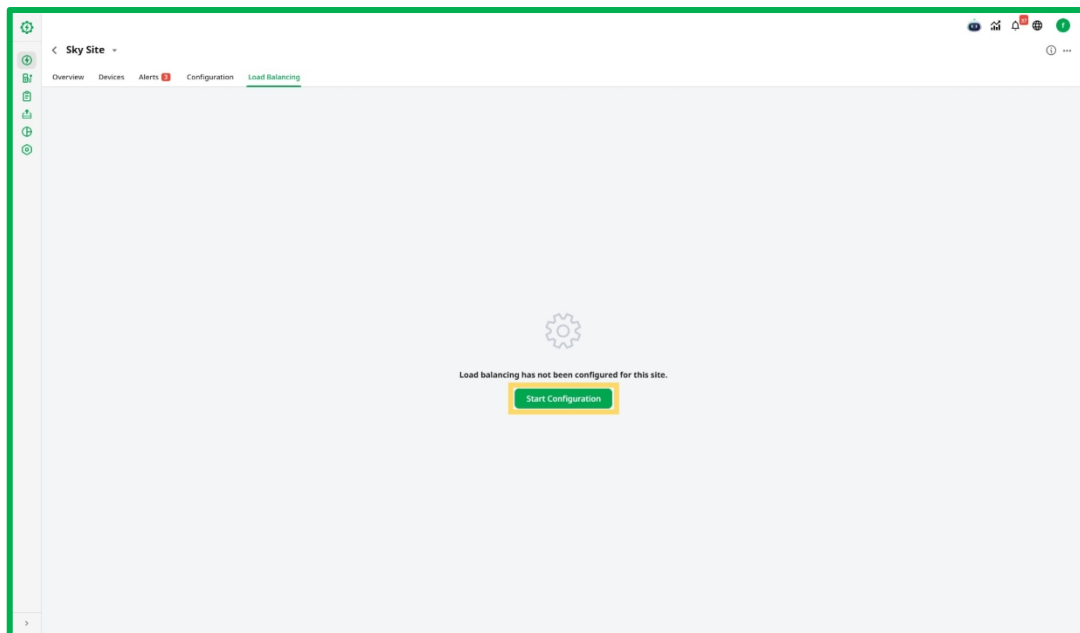 97
f
Sky Site
Overview Devices Alerts 3 Configuration Load Balancing
Load balancing has not been configured for this site.
Start Configuration